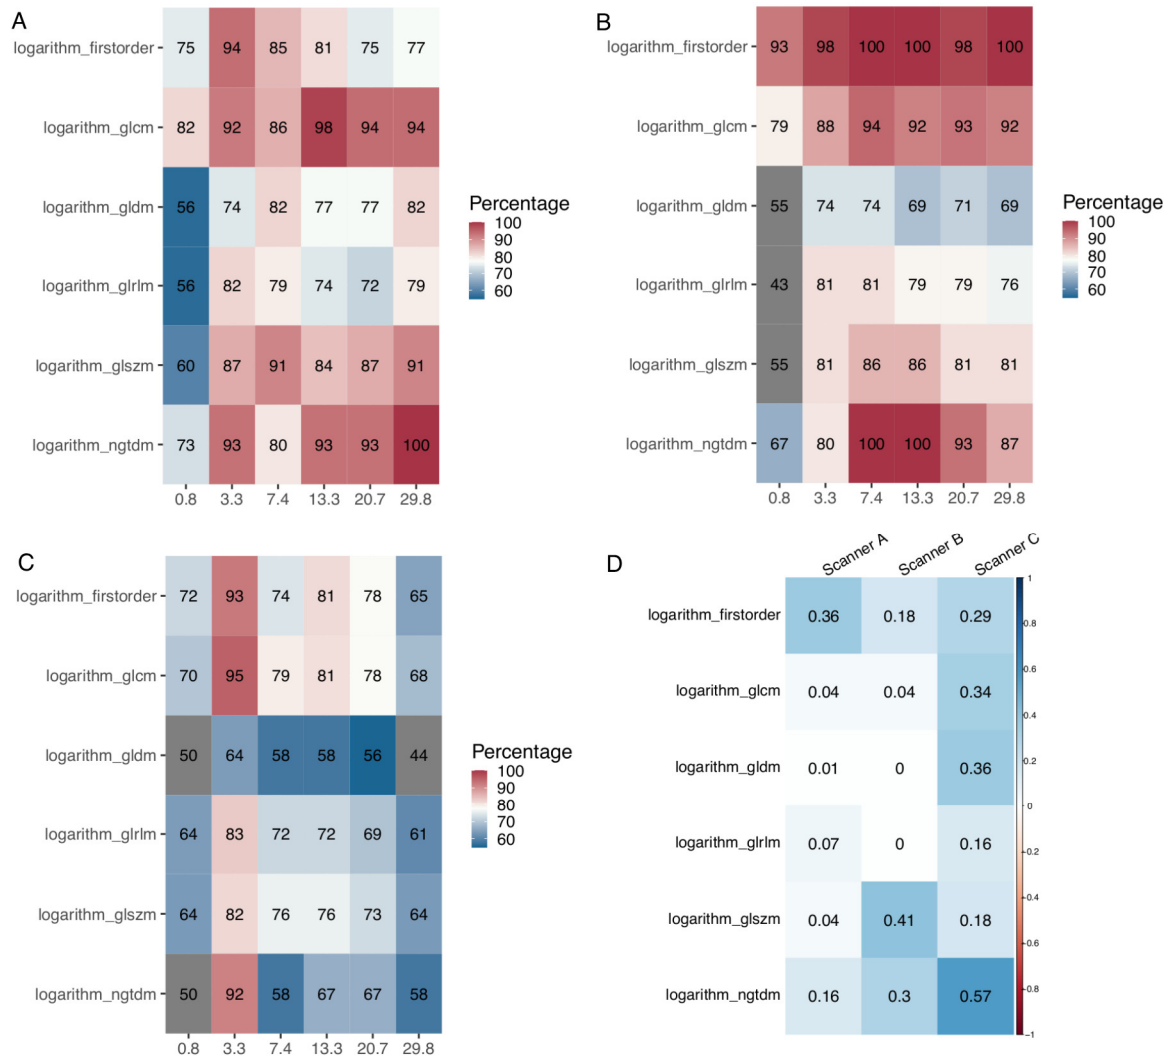 A
logarithm_firstorder 75 94 85 81 75 77
logarithm_glcm 82 92 86 98 94 94
logarithm_gldm 56 74 82 77 77 82
logarithm_glrlm 56 82 79 74 72 79
logarithm_glszm 60 87 91 84 87 91
logarithm_ngtdm 73 93 80 93 93 100
0.8 3.3 7.4 13.3 20.7 29.8
Percentage
100
90
80
70
60
B
logarithm_firstorder 93 98 100 100 98 100
logarithm_glcm 79 88 94 92 93 92
logarithm_gldm 55 74 74 69 71 69
logarithm_glrlm 43 81 81 79 79 76
logarithm_glszm 55 81 86 86 81 81
logarithm_ngtdm 67 80 100 100 93 87
0.8 3.3 7.4 13.3 20.7 29.8
Percentage
100
90
80
70
60
C
logarithm_firstorder 72 93 74 81 78 65
logarithm_glcm 70 95 79 81 78 68
logarithm_gldm 50 64 58 58 56 44
logarithm_glrlm 64 83 72 72 69 61
logarithm_glszm 64 82 76 76 73 64
logarithm_ngtdm 50 92 58 67 67 58
0.8 3.3 7.4 13.3 20.7 29.8
Percentage
100
90
80
70
60
D
Scanner A Scanner B Scanner C
logarithm_firstorder 0.36 0.18 0.29
logarithm_glcm 0.04 0.04 0.34
logarithm_gldm 0.01 0 0.36
logarithm_glrlm 0.07 0 0.16
logarithm_glszm 0.04 0.41 0.18
logarithm_ngtdm 0.16 0.3 0.57
1
0.8
0.6
0.4
0.2
0
−0.2
−0.4
−0.6
−0.8
−1